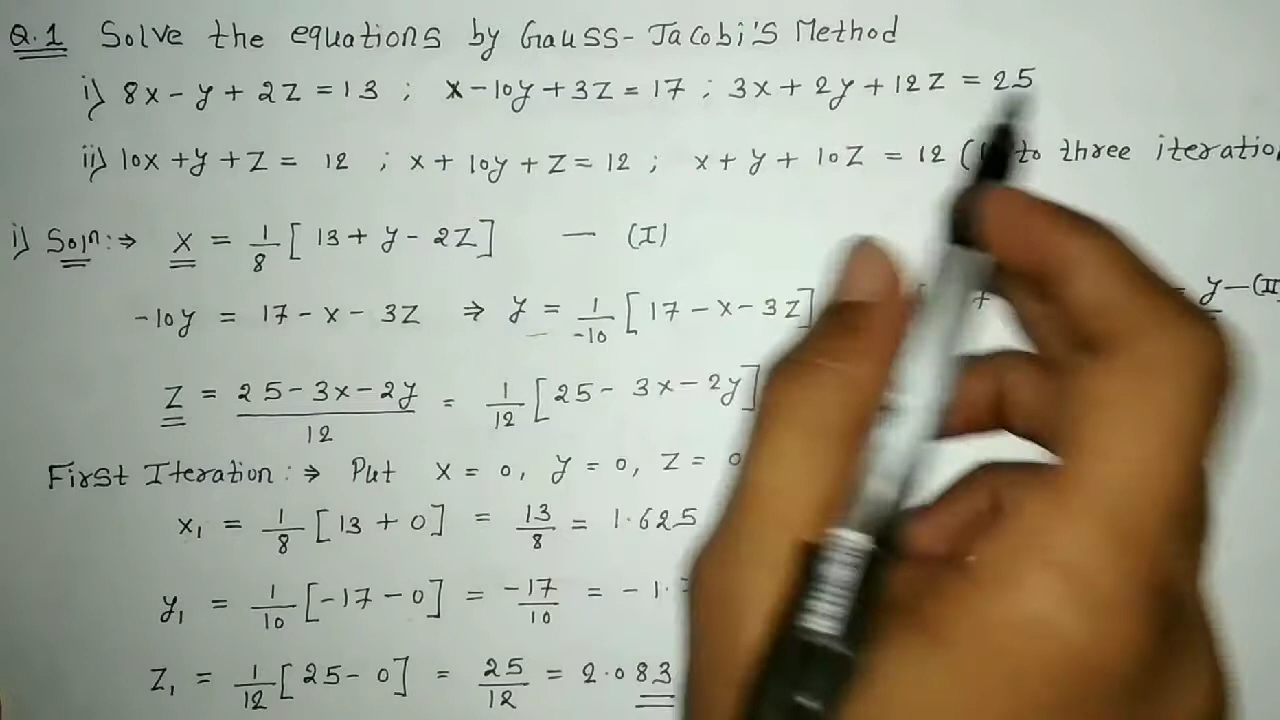 Q.1 Solve the equations by Gauss-Jacobi's Method
i) 8x - y + 2z = 13 ; x - 10y + 3z = 17 ; 3x + 2y + 12z = 25
ii) 10x + y + z = 12 ; x + 10y + z = 12 ; x + y + 10z = 12 ( to three iteration
i) Soln :⇒ x = 1/8 [13 + y - 2z] — (I)
-10y = 17 - x - 3z ⇒ y = 1/-10 [17 - x - 3z] + = y — (II
z = 25 - 3x - 2y / 12 = 1/12 [25 - 3x - 2y]
First Iteration :⇒ Put x = 0, y = 0, z = 0
x1 = 1/8 [13 + 0] = 13/8 = 1.625
y1 = 1/10 [-17 - 0] = -17/10 = -1.
z1 = 1/12 [25 - 0] = 25/12 = 2.083